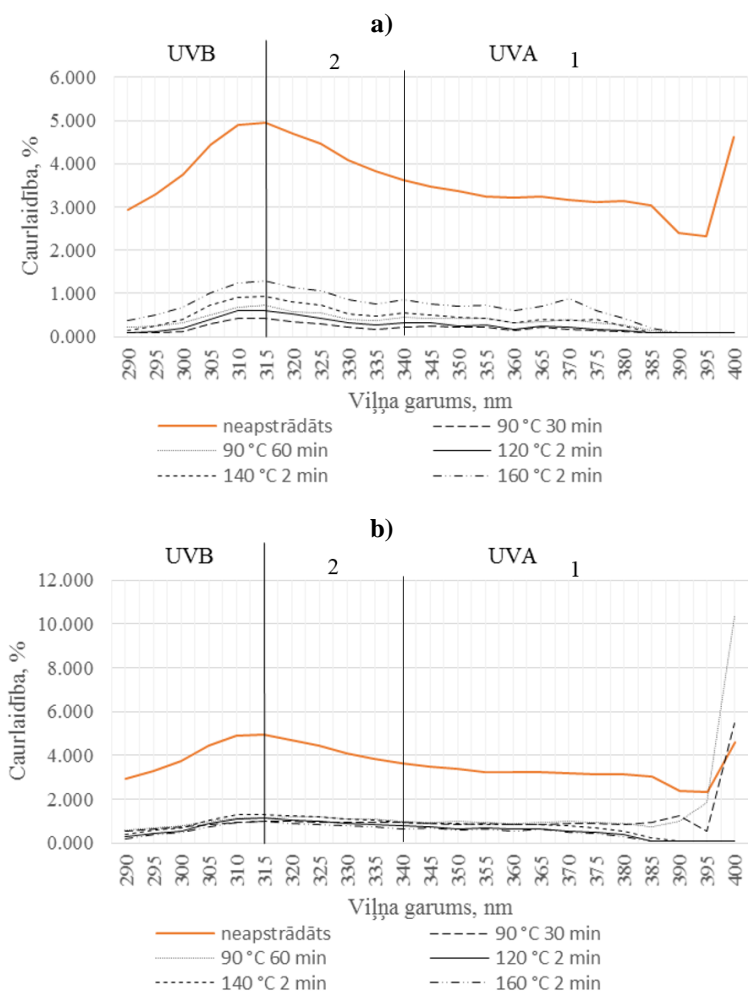 a)
UVB 2 UVA 1
6.000
5.000
4.000
3.000
2.000
1.000
0.000
Caurlaidība, %
290 295 300 305 310 315 320 325 330 335 340 345 350 355 360 365 370 375 380 385 390 395 400
Viļņa garums, nm
neapstrādāts 90 °C 30 min
90 °C 60 min 120 °C 2 min
140 °C 2 min 160 °C 2 min
b)
UVB 2 UVA 1
12.000
10.000
8.000
6.000
4.000
2.000
0.000
Caurlaidība, %
290 295 300 305 310 315 320 325 330 335 340 345 350 355 360 365 370 375 380 385 390 395 400
Viļņa garums, nm
neapstrādāts 90 °C 30 min
90 °C 60 min 120 °C 2 min
140 °C 2 min 160 °C 2 min